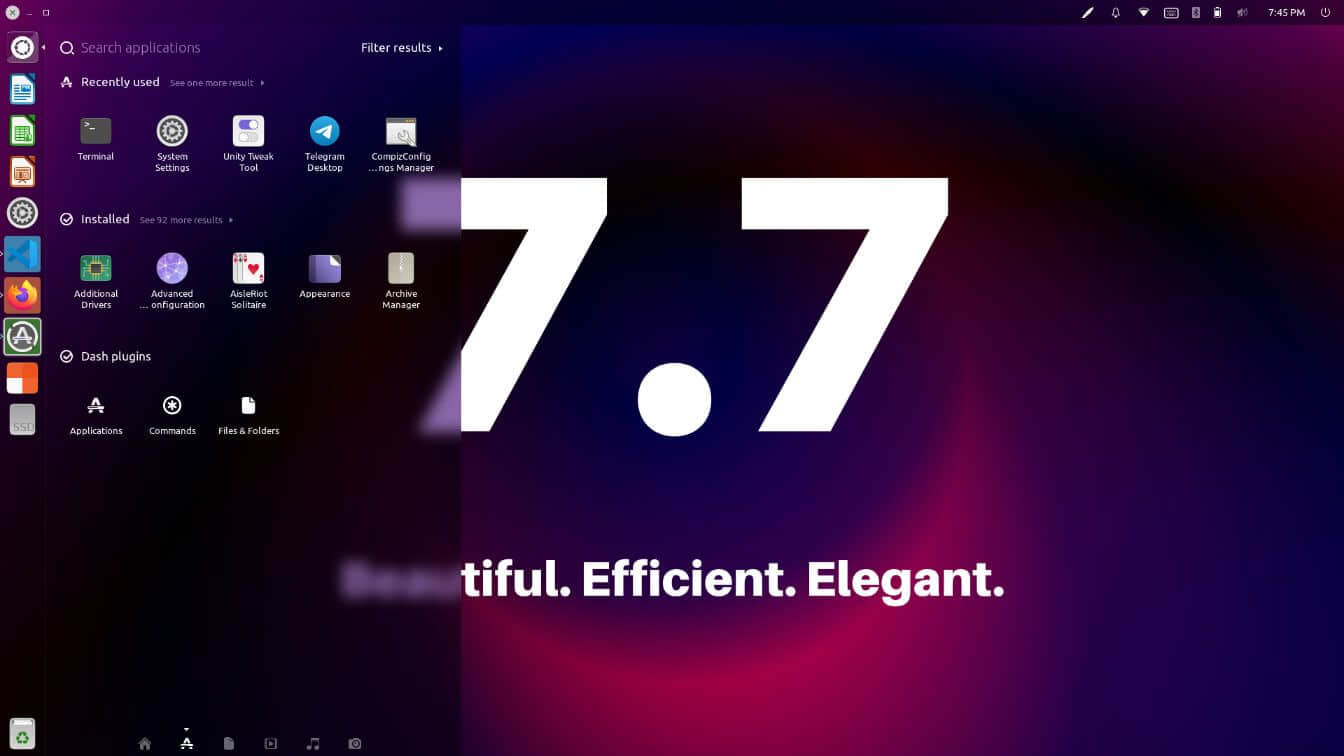 7:45 PM
Search applications
Filter results
Recently used See one more result
>_
Terminal
System
Settings
Unity Tweak
Tool
Telegram
Desktop
CompizConfig
...ngs Manager
Installed See 92 more results
Additional
Drivers
Advanced
... onfiguration
AisleRiot
Solitaire
Appearance
Archive
Manager
Dash plugins
Applications
Commands
Files & Folders
SSD
7.7
Beautiful. Efficient. Elegant.